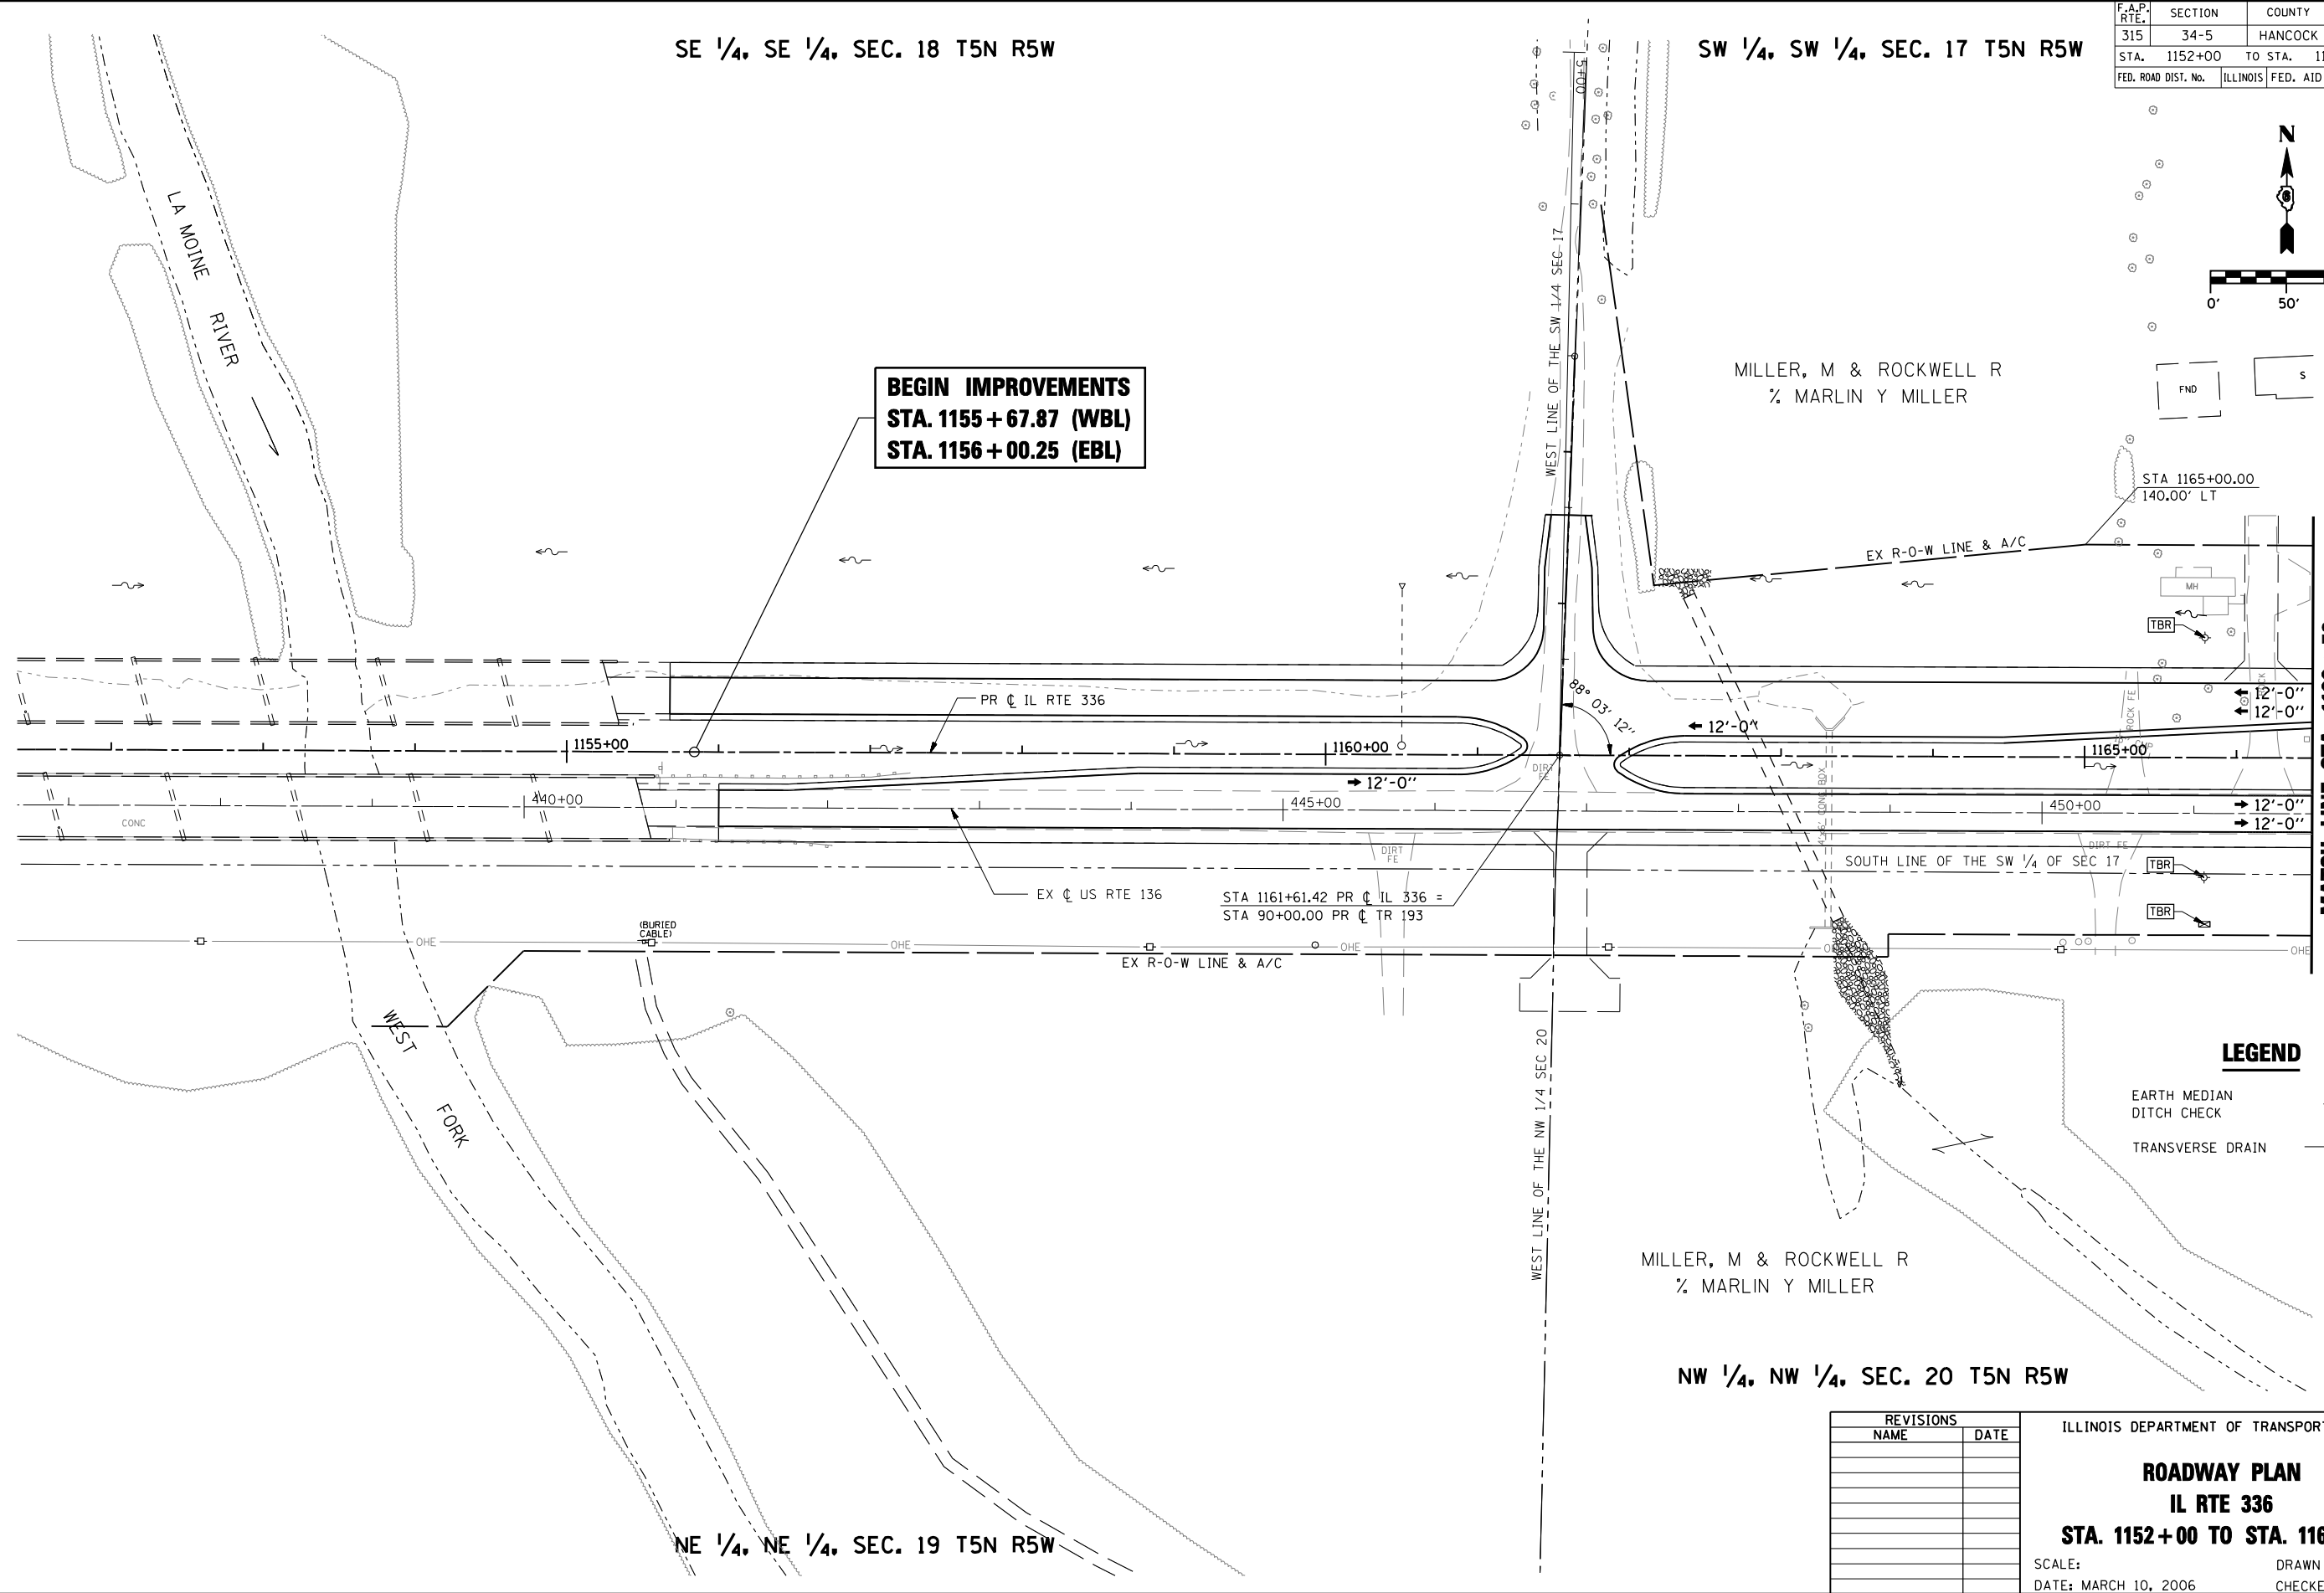 F.A.P. RTE. SECTION COUNTY
315 34-5 HANCOCK
STA. 1152+00 TO STA.
FED. ROAD DIST. No. ILLINOIS FED. AID
SE 1/4, SE 1/4, SEC. 18 T5N R5W
SW 1/4, SW 1/4, SEC. 17 T5N R5W
5+00
N
6
0' 50'
LA MOINE RIVER
WEST LINE OF THE SW 1/4 SEC 17
BEGIN IMPROVEMENTS
STA. 1155+67.87 (WBL)
STA. 1156+00.25 (EBL)
MILLER, M & ROCKWELL R
% MARLIN Y MILLER
FND
S
STA 1165+00.00
140.00' LT
EX R-O-W LINE & A/C
MH
TBR
88° 03' 12"
PR ℄ IL RTE 336
12'-0"
12'-0"
12'-0"
ROCK FE
1155+00
1160+00
1165+00
DIRT FE
12'-0"
440+00
445+00
450+00
12'-0"
12'-0"
CONC
DIRT FE
DIRT FE
SOUTH LINE OF THE SW 1/4 OF SEC 17
TBR
EX ℄ US RTE 136
STA 1161+61.42 PR ℄ IL 336 =
STA 90+00.00 PR ℄ TR 193
TBR
(BURIED CABLE)
OHE
OHE
OHE
OHE
EX R-O-W LINE & A/C
WEST FORK
WEST LINE OF THE NW 1/4 SEC 20
LEGEND
EARTH MEDIAN
DITCH CHECK
TRANSVERSE DRAIN
MILLER, M & ROCKWELL R
% MARLIN Y MILLER
NW 1/4, NW 1/4, SEC. 20 T5N R5W
NE 1/4, NE 1/4, SEC. 19 T5N R5W
REVISIONS
NAME DATE
ILLINOIS DEPARTMENT OF
ROADWAY PLAN
IL RTE 336
STA. 1152+00 TO STA.
SCALE: DRAWN
DATE: MARCH 10, 2006